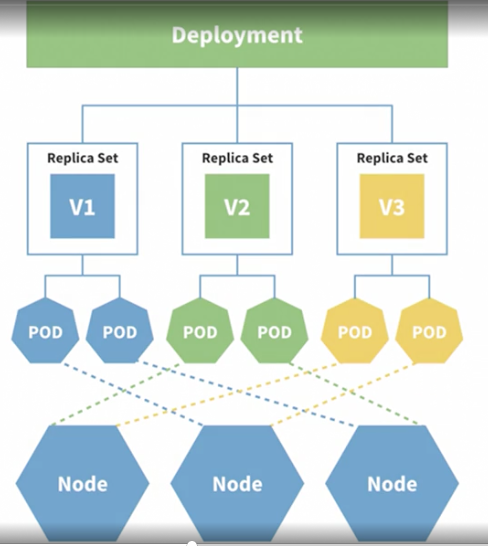 Deployment
Replica Set
Replica Set
Replica Set
V1
V2
V3
POD
POD
POD
POD
POD
POD
Node
Node
Node